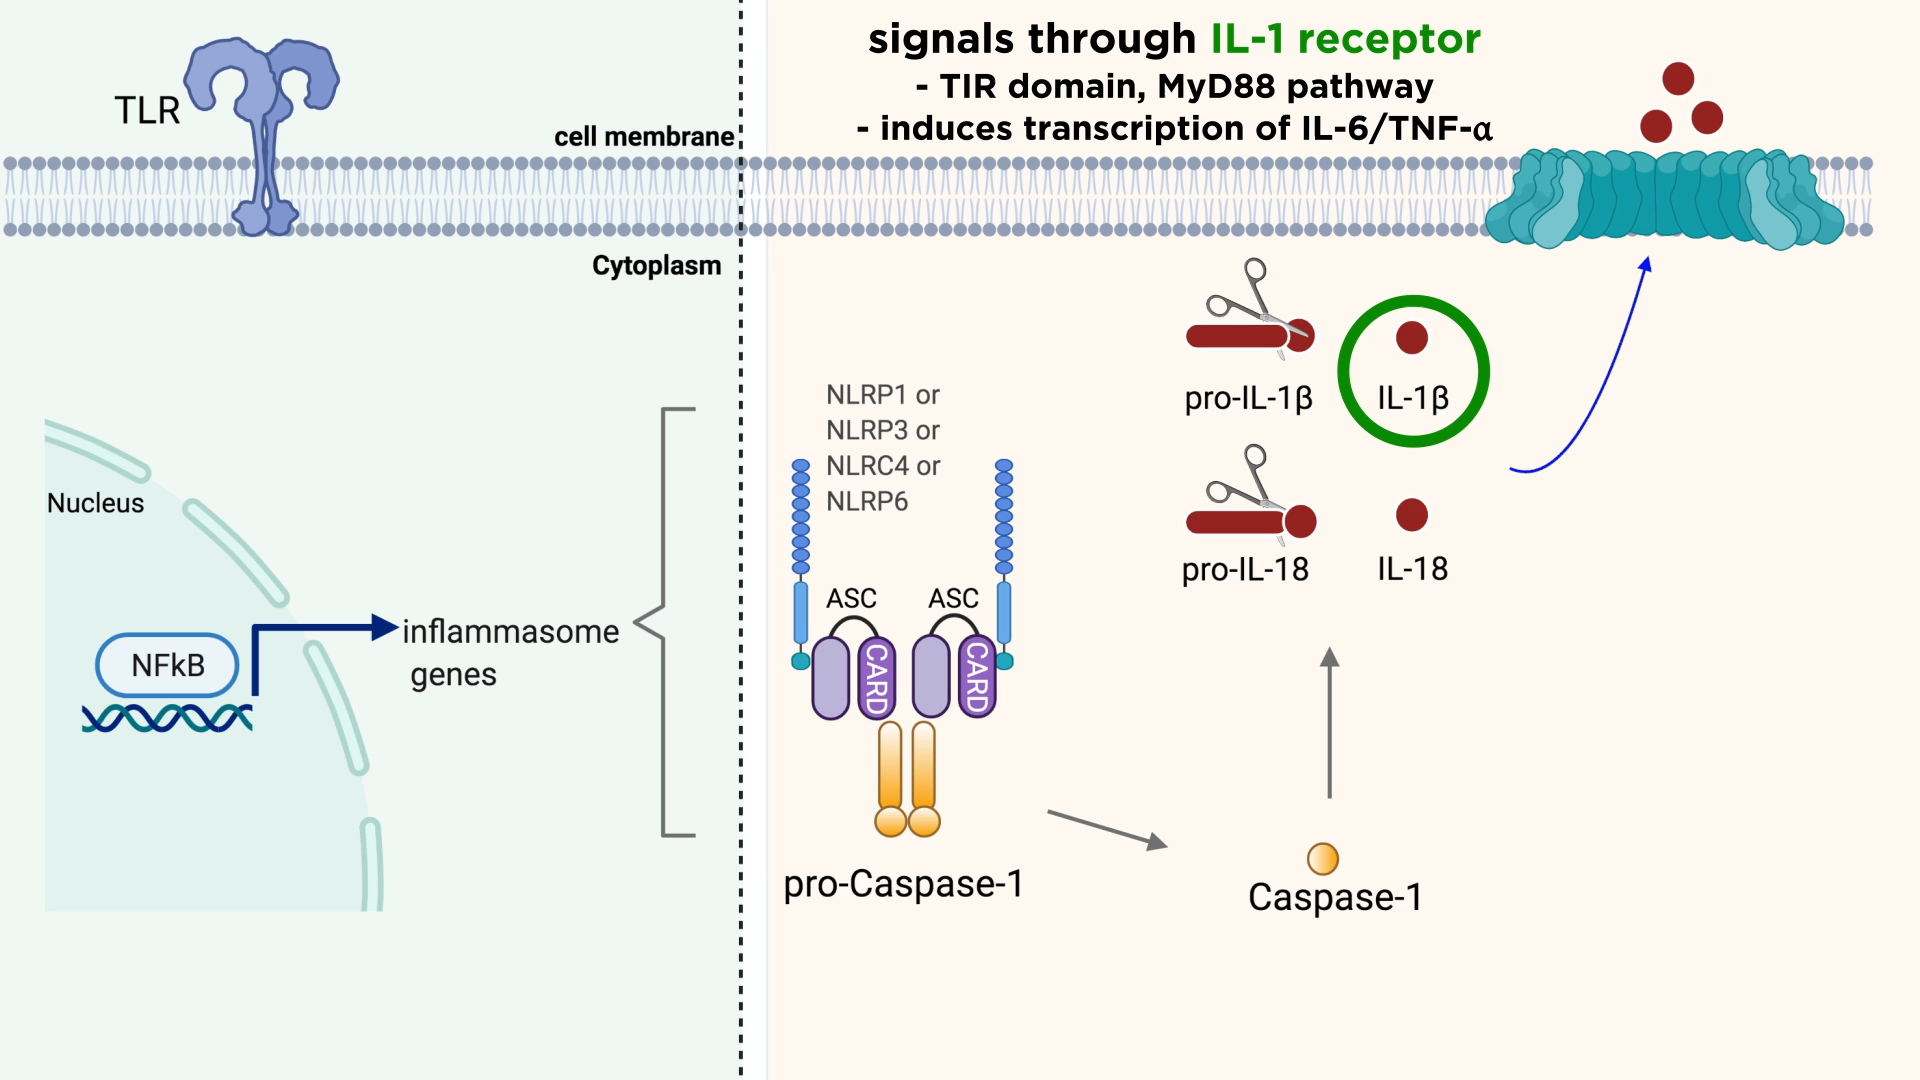 signals through IL-1 receptor
- TIR domain, MyD88 pathway
- induces transcription of IL-6/TNF-α
TLR
cell membrane
Cytoplasm
Nucleus
NFkB
inflammasome
genes
NLRP1 or
NLRP3 or
NLRC4 or
NLRP6
ASC
ASC
CARD
CARD
pro-Caspase-1
Caspase-1
pro-IL-1β
IL-1β
pro-IL-18
IL-18